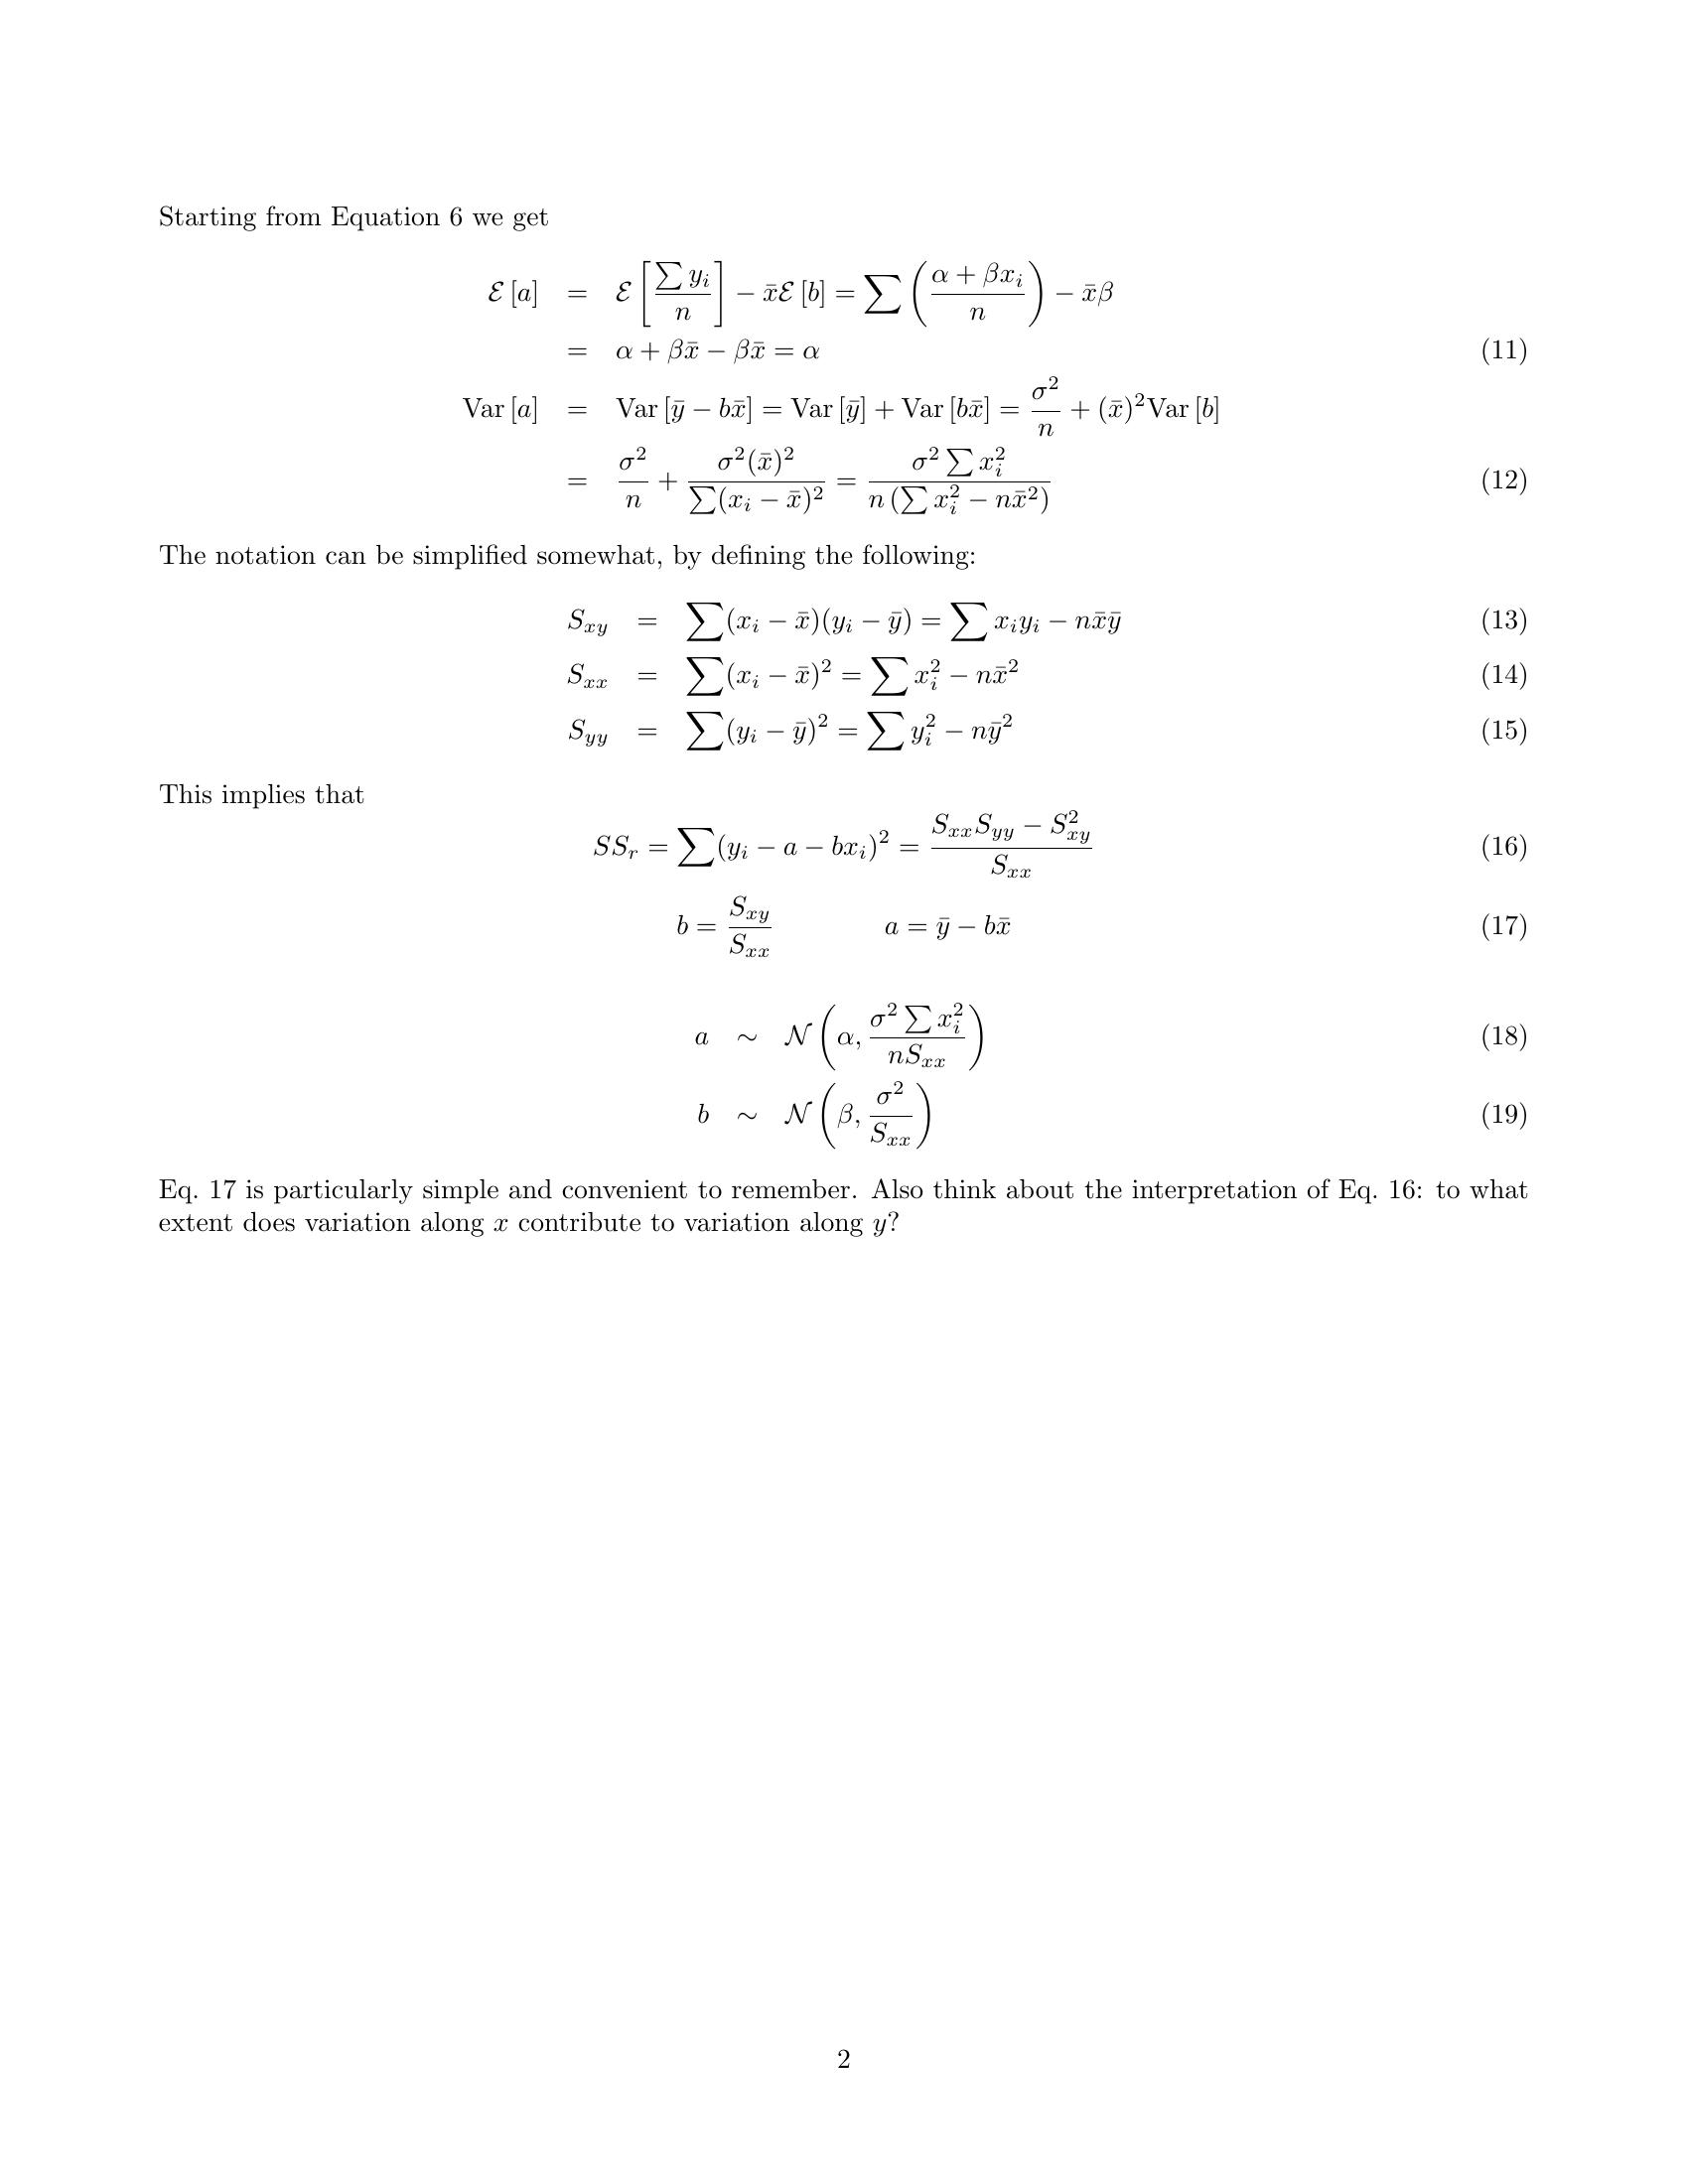 Starting from Equation 6 we get
$\mathcal{E}[a] = \mathcal{E}\left[\frac{\sum y_i}{n}\right] - \bar{x}\mathcal{E}[b] = \sum\left(\frac{\alpha + \beta x_i}{n}\right) - \bar{x}\beta$
$= \alpha + \beta\bar{x} - \beta\bar{x} = \alpha$ (11)
$\text{Var}[a] = \text{Var}[\bar{y} - b\bar{x}] = \text{Var}[\bar{y}] + \text{Var}[b\bar{x}] = \frac{\sigma^2}{n} + (\bar{x})^2\text{Var}[b]$
$= \frac{\sigma^2}{n} + \frac{\sigma^2(\bar{x})^2}{\sum(x_i - \bar{x})^2} = \frac{\sigma^2\sum x_i^2}{n\left(\sum x_i^2 - n\bar{x}^2\right)}$ (12)
The notation can be simplified somewhat, by defining the following:
$S_{xy} = \sum(x_i - \bar{x})(y_i - \bar{y}) = \sum x_i y_i - n\bar{x}\bar{y}$ (13)
$S_{xx} = \sum(x_i - \bar{x})^2 = \sum x_i^2 - n\bar{x}^2$ (14)
$S_{yy} = \sum(y_i - \bar{y})^2 = \sum y_i^2 - n\bar{y}^2$ (15)
This implies that
$SS_r = \sum(y_i - a - bx_i)^2 = \frac{S_{xx}S_{yy} - S_{xy}^2}{S_{xx}}$ (16)
$b = \frac{S_{xy}}{S_{xx}} \qquad a = \bar{y} - b\bar{x}$ (17)
$a \sim \mathcal{N}\left(\alpha, \frac{\sigma^2\sum x_i^2}{nS_{xx}}\right)$ (18)
$b \sim \mathcal{N}\left(\beta, \frac{\sigma^2}{S_{xx}}\right)$ (19)
Eq. 17 is particularly simple and convenient to remember. Also think about the interpretation of Eq. 16: to what
extent does variation along $x$ contribute to variation along $y$?
2